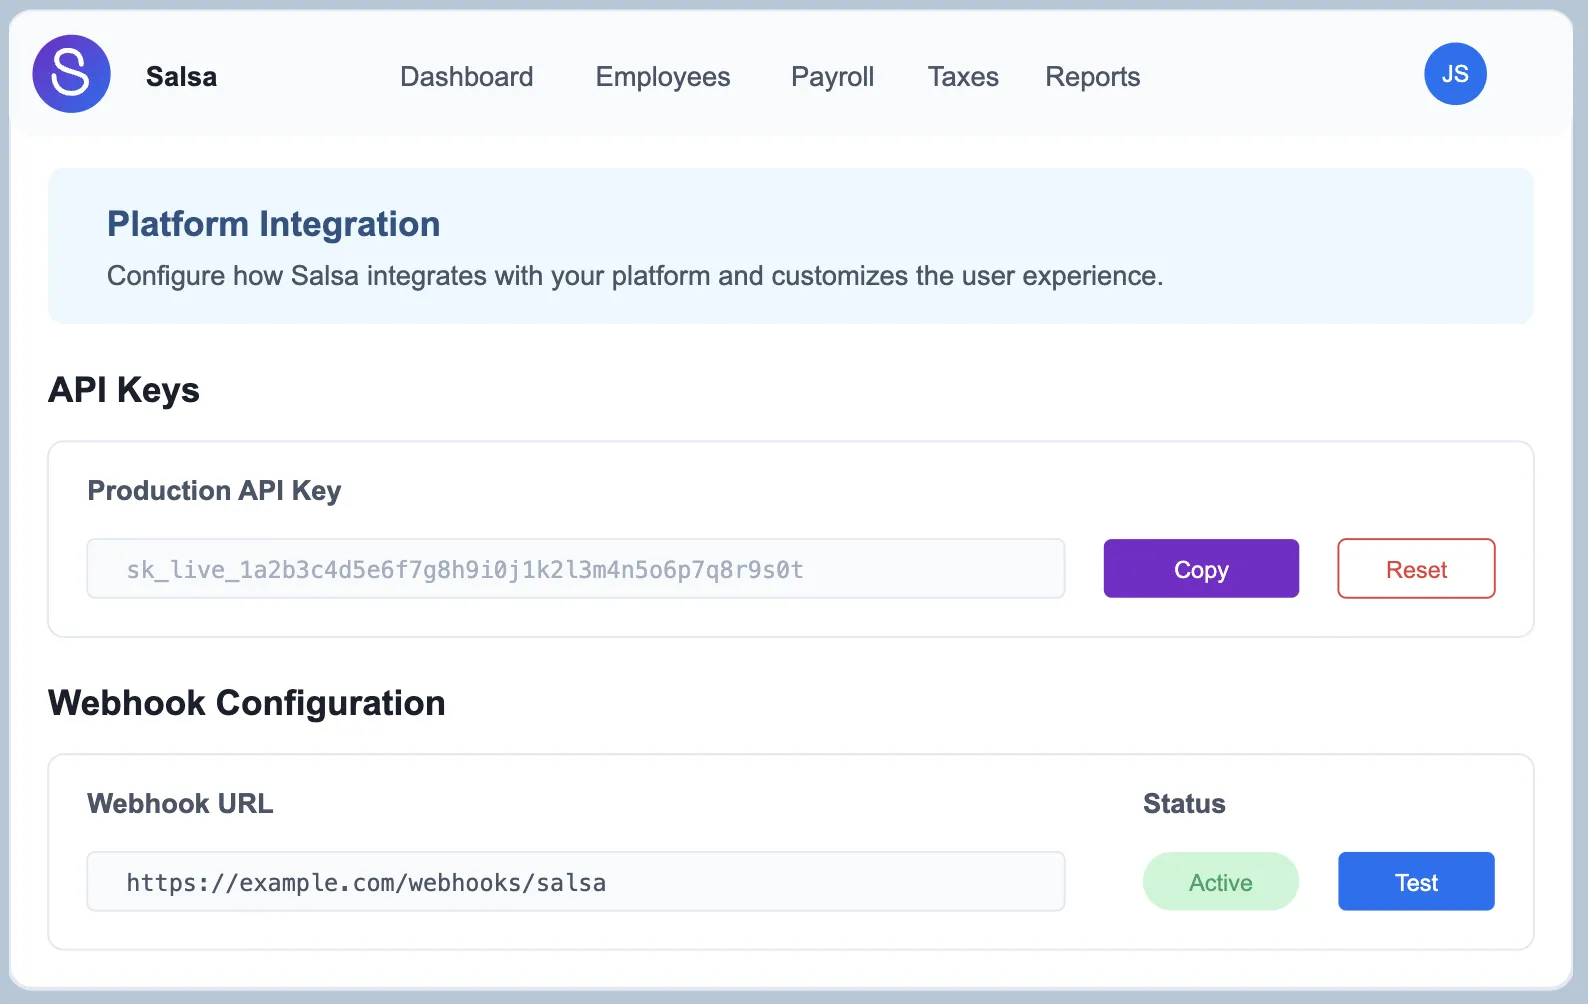 S
Salsa Dashboard Employees Payroll Taxes Reports JS
Platform Integration
Configure how Salsa integrates with your platform and customizes the user experience.
API Keys
Production API Key
sk_live_1a2b3c4d5e6f7g8h9i0j1k2l3m4n5o6p7q8r9s0t Copy Reset
Webhook Configuration
Webhook URL Status
https://example.com/webhooks/salsa Active Test